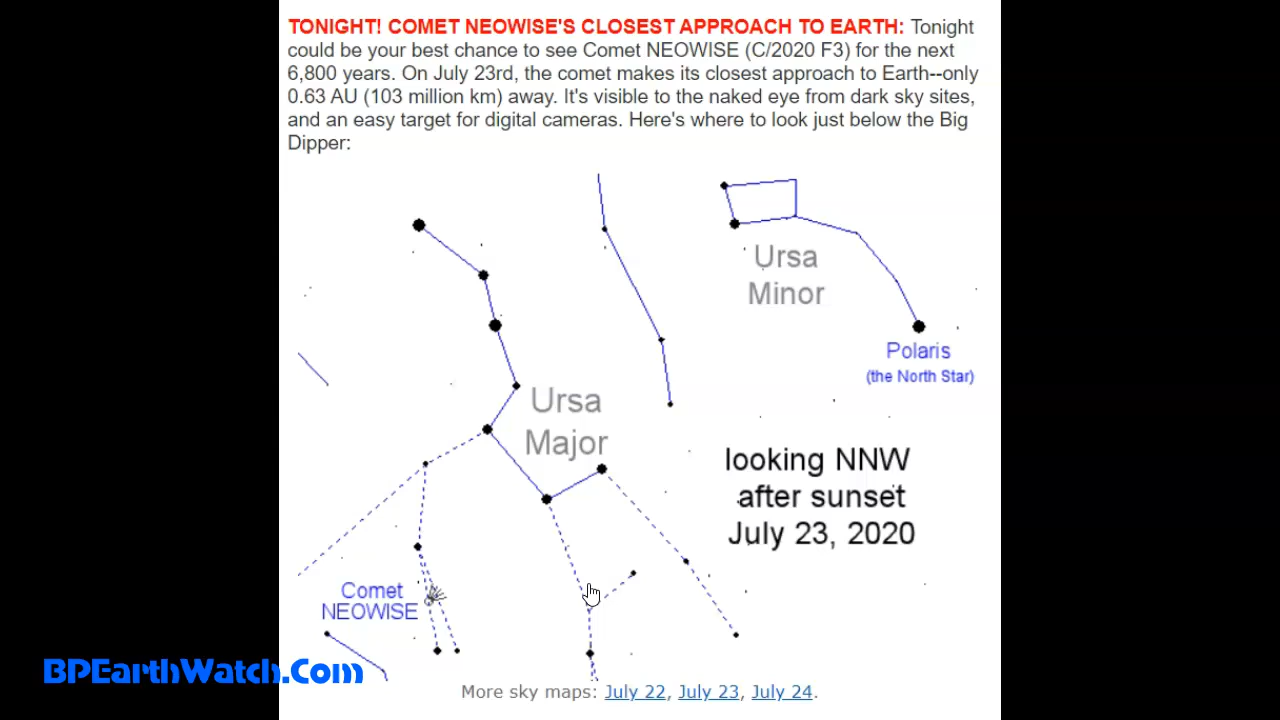 TONIGHT! COMET NEOWISE'S CLOSEST APPROACH TO EARTH: Tonight
could be your best chance to see Comet NEOWISE (C/2020 F3) for the next
6,800 years. On July 23rd, the comet makes its closest approach to Earth--only
0.63 AU (103 million km) away. It's visible to the naked eye from dark sky sites,
and an easy target for digital cameras. Here's where to look just below the Big
Dipper:
Ursa
Minor
Polaris
(the North Star)
Ursa
Major
looking NNW
after sunset
July 23, 2020
Comet
NEOWISE
BPEarthWatch.Com
More sky maps: July 22, July 23, July 24.